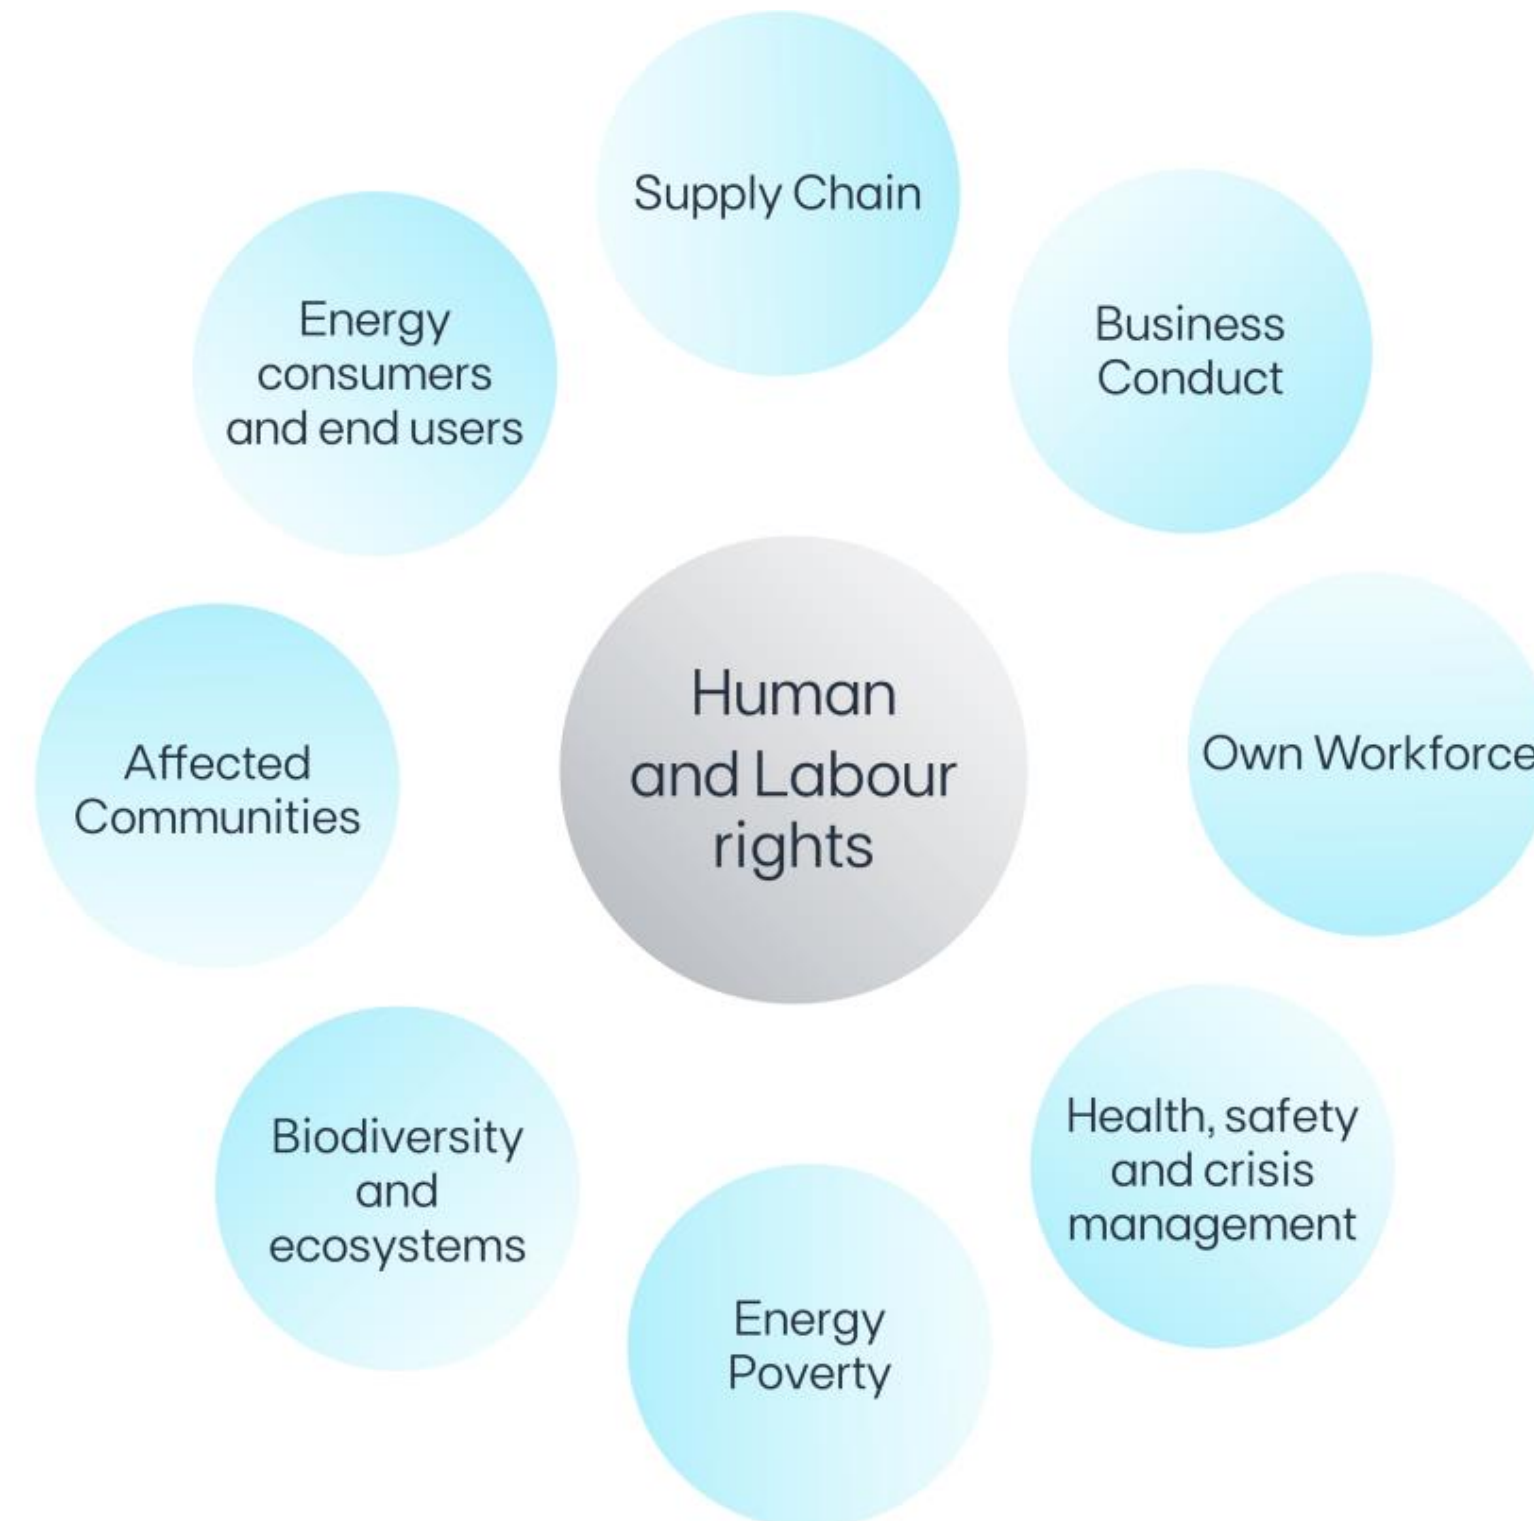 Supply Chain
Business
Conduct
Own Workforce
Health, safety
and crisis
management
Energy
Poverty
Biodiversity
and
ecosystems
Affected
Communities
Energy
consumers
and end users
Human
and Labour
rights